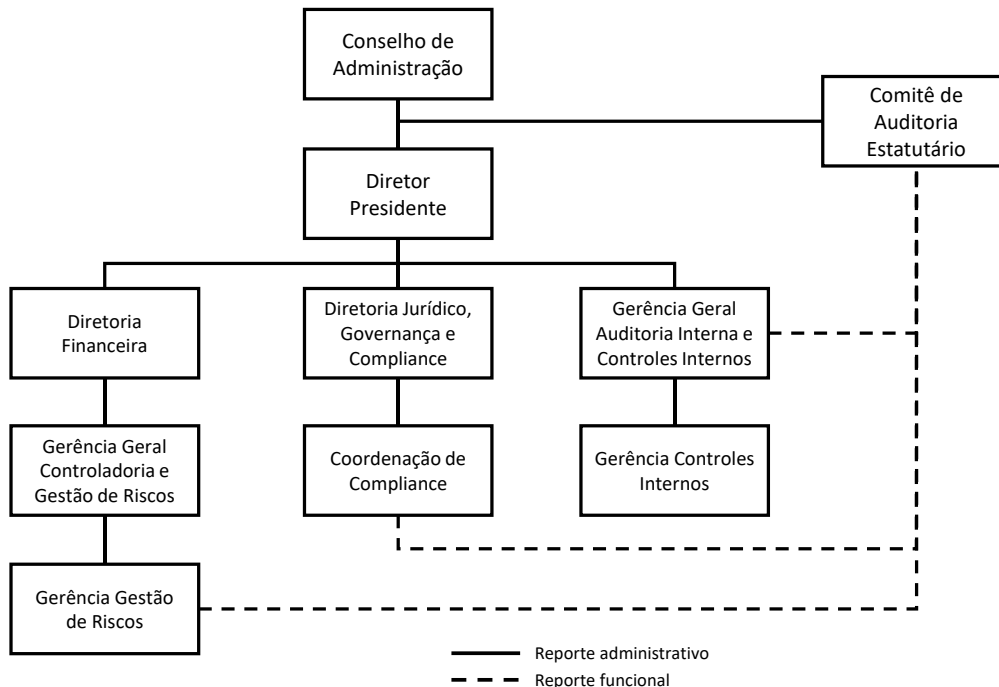 Conselho de
Administração
Comitê de
Auditoria
Estatutário
Diretor
Presidente
Diretoria
Financeira
Diretoria Jurídico,
Governança e
Compliance
Gerência Geral
Auditoria Interna e
Controles Internos
Gerência Geral
Controladoria e
Gestão de Riscos
Coordenação de
Compliance
Gerência Controles
Internos
Gerência Gestão
de Riscos
Reporte administrativo
Reporte funcional